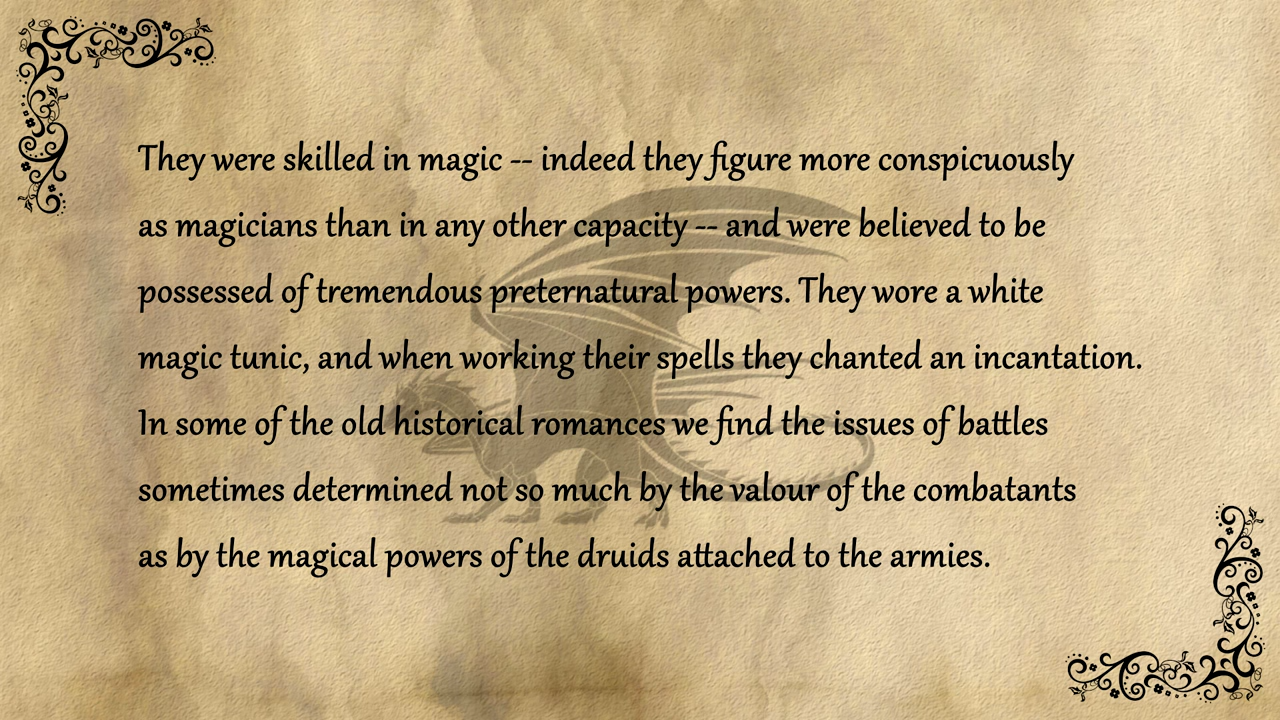 They were skilled in magic -- indeed they figure more conspicuously
as magicians than in any other capacity -- and were believed to be
possessed of tremendous preternatural powers. They wore a white
magic tunic, and when working their spells they chanted an incantation.
In some of the old historical romances we find the issues of battles
sometimes determined not so much by the valour of the combatants
as by the magical powers of the druids attached to the armies.